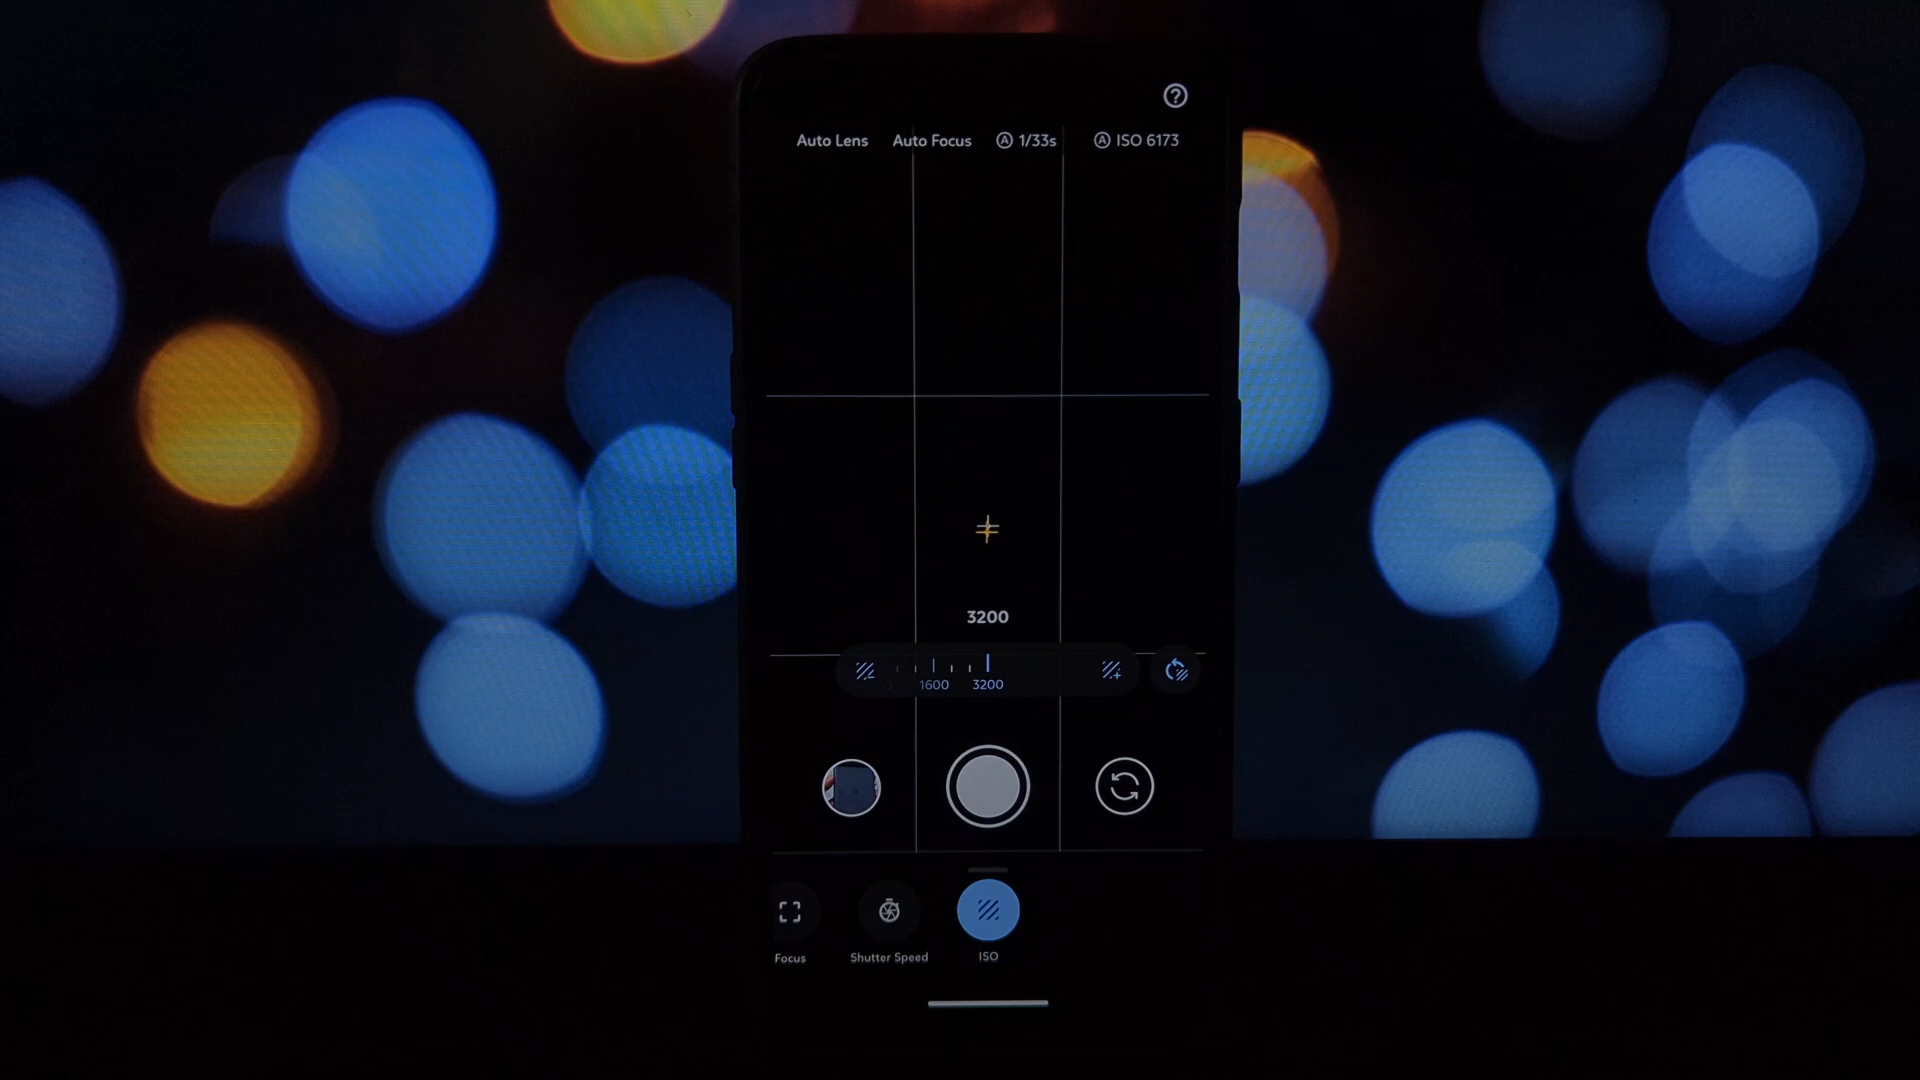 Auto Lens Auto Focus Ⓐ 1/33s Ⓐ ISO 6173
3200
1600 3200
Focus Shutter Speed ISO